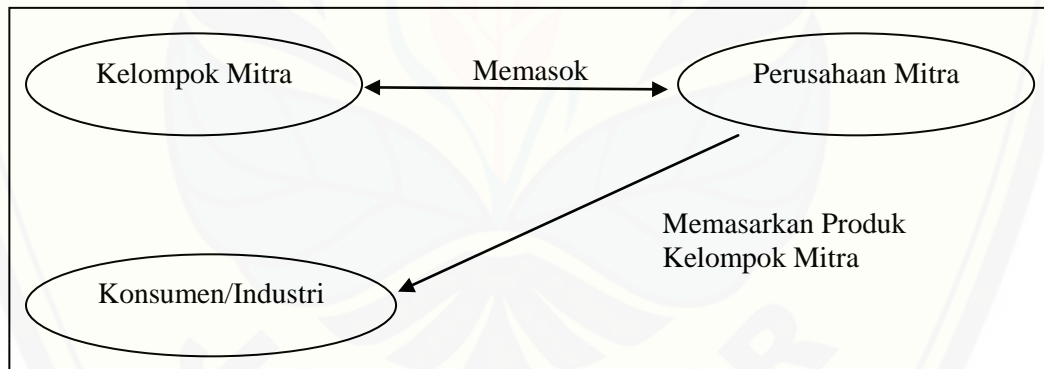 Kelompok Mitra
Memasok
Perusahaan Mitra
Memasarkan Produk
Kelompok Mitra
Konsumen/Industri